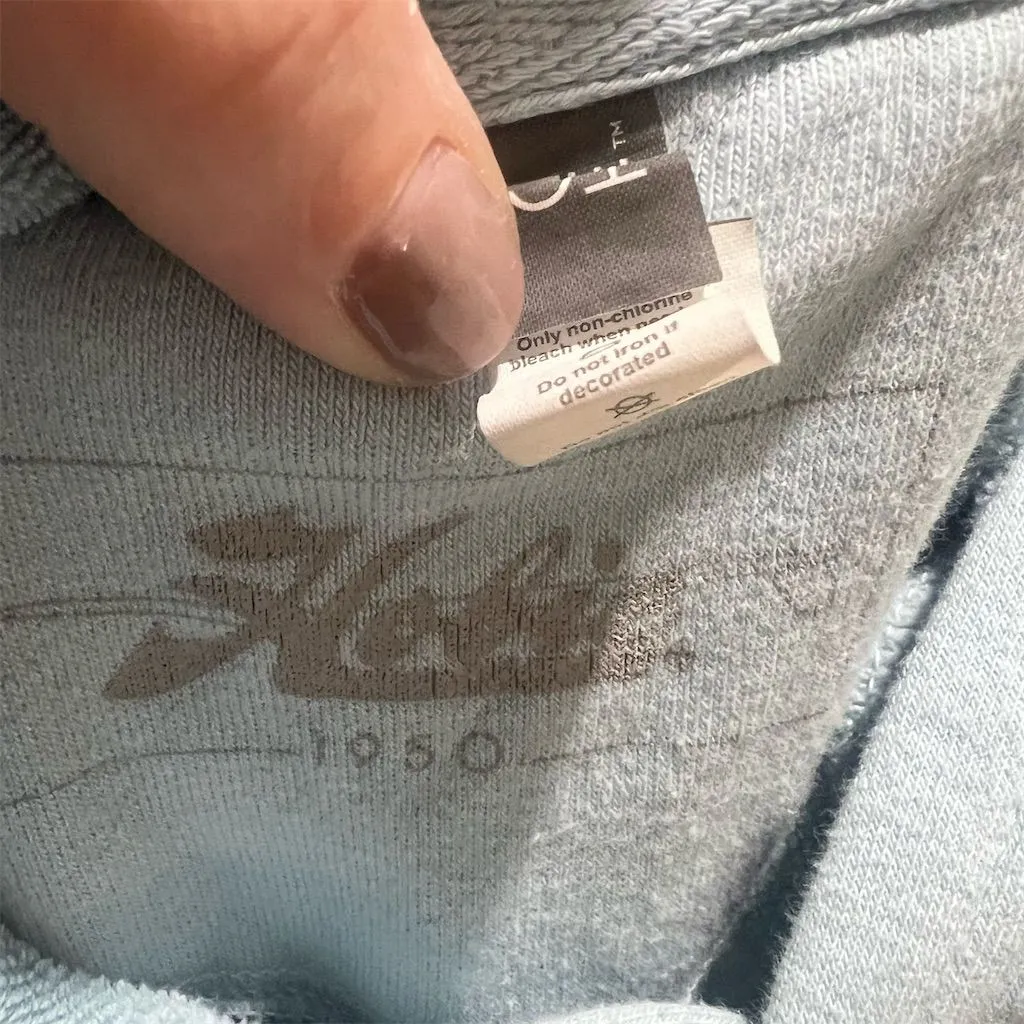 TM
Only non-chlorine
bleach when
Do not iron if
decorated
Hobie
1950